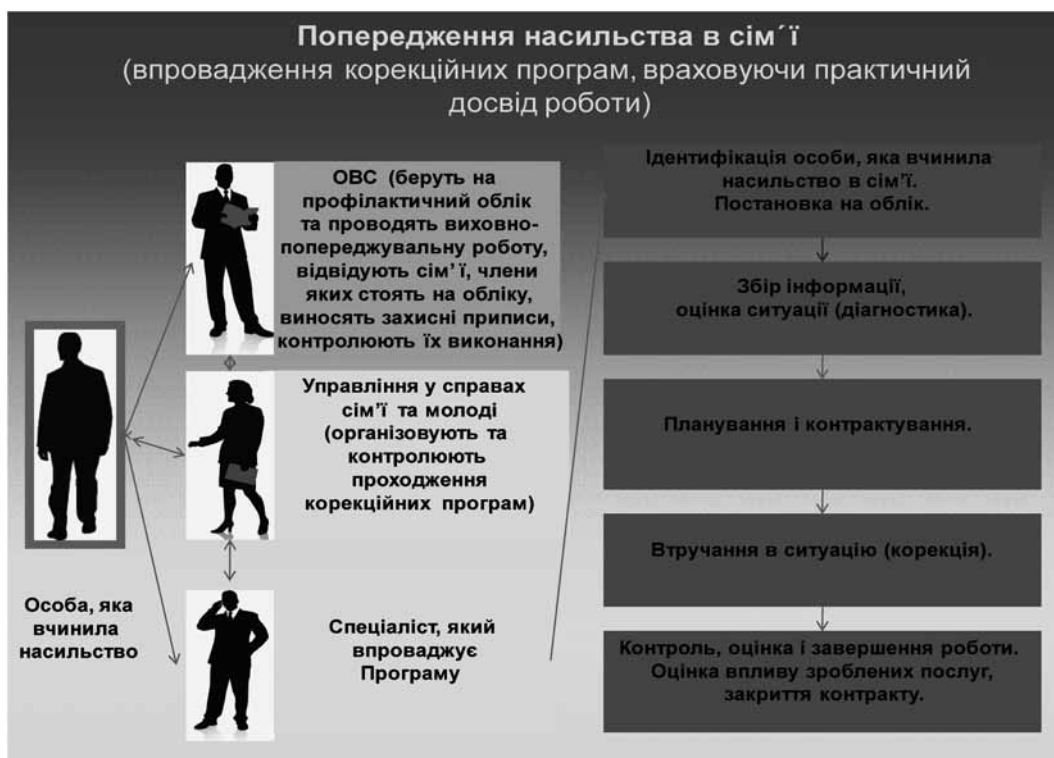 Попередження насильства в сім´ї
(впровадження корекційних програм, враховуючи практичний
досвід роботи)
ОВС (беруть на
профілактичний облік
та проводять виховно-
попереджувальну роботу,
відвідують сім' ї, члени
яких стоять на обліку,
виносять захисні приписи,
контролюють їх виконання)
Управління у справах
сім'ї та молоді
(організовують та
контролюють
проходження
корекційних програм)
Особа, яка
вчинила
насильство
Спеціаліст, який
впроваджує
Програму
Ідентифікація особи, яка вчинила
насильство в сім'ї.
Постановка на облік.
Збір інформації,
оцінка ситуації (діагностика).
Планування і контрактування.
Втручання в ситуацію (корекція).
Контроль, оцінка і завершення роботи.
Оцінка впливу зроблених послуг,
закриття контракту.